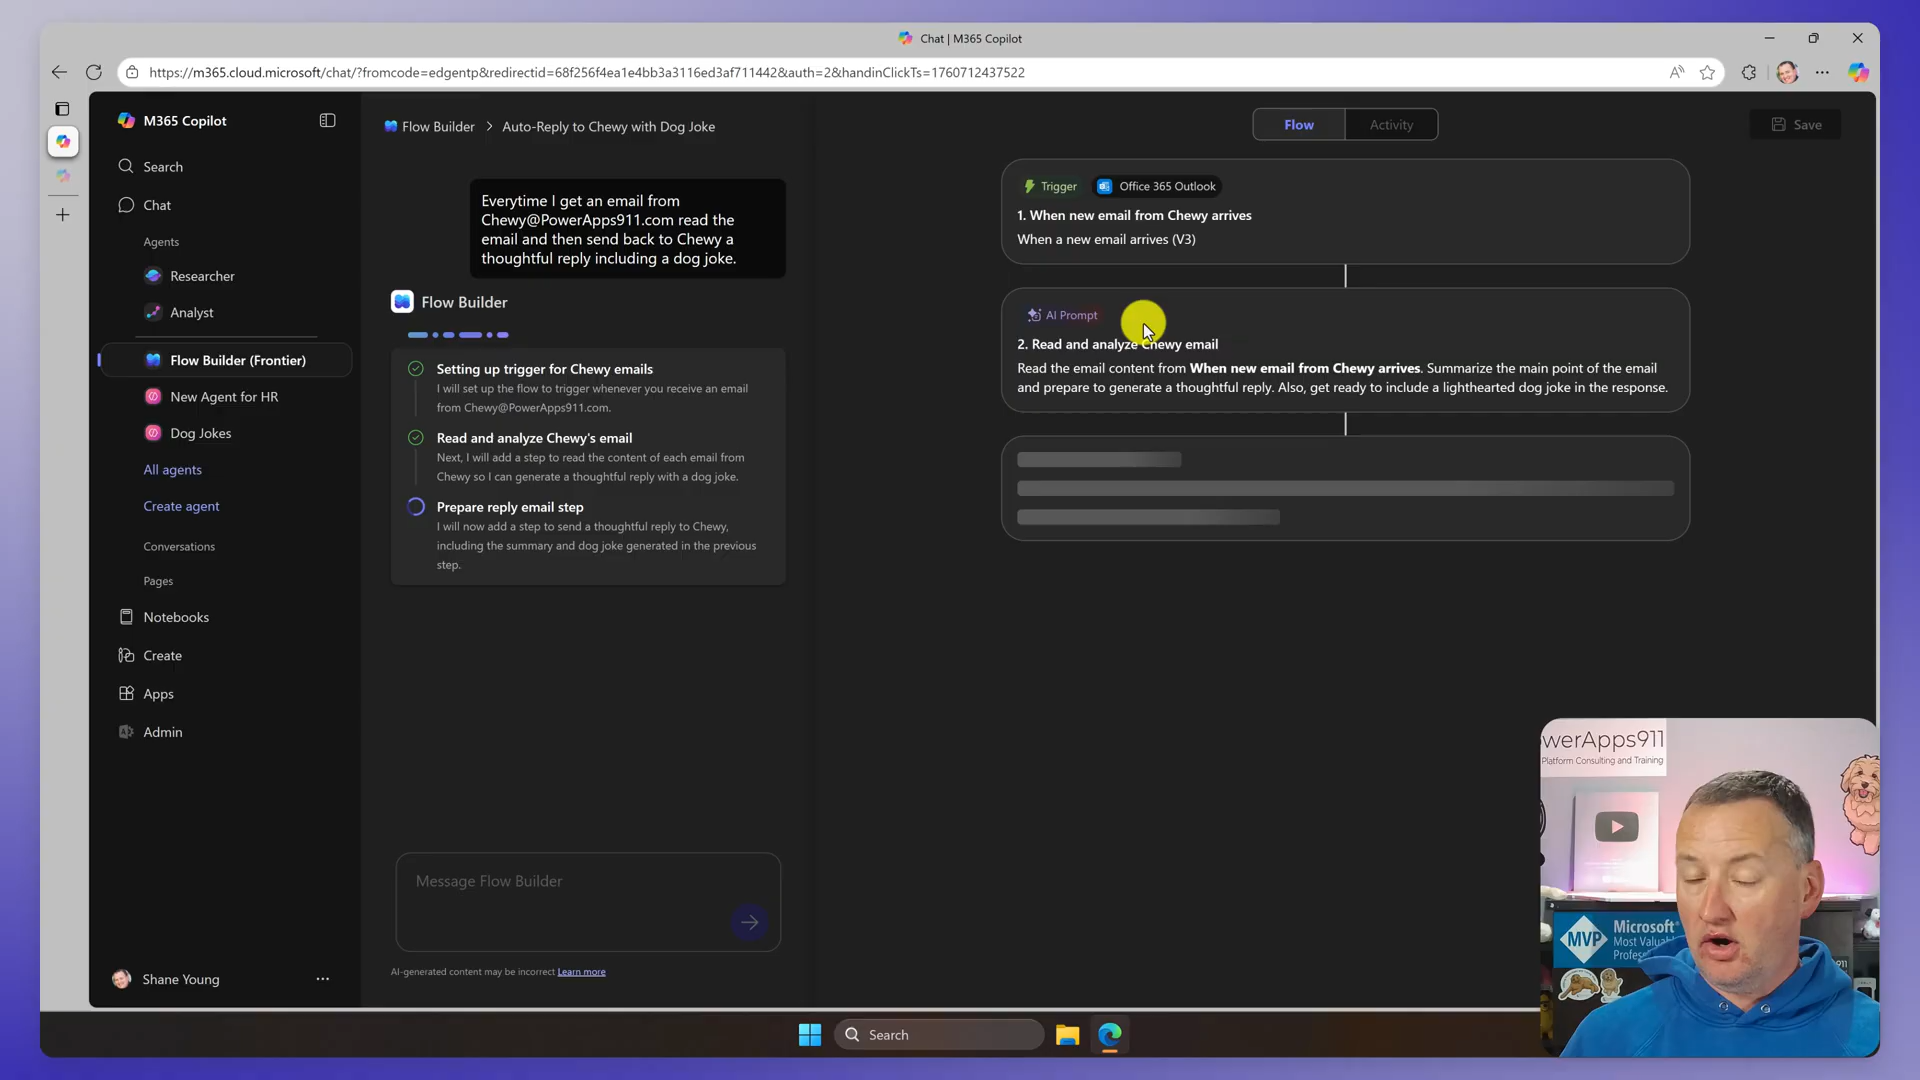 Chat | M365 Copilot
https://m365.cloud.microsoft/chat/?fromcode=edgentp&redirectid=68f256f4ea1e4bb3a3116ed3af711442&auth=2&handinClickTs=1760712437522
M365 Copilot
Search
Chat
Agents
Researcher
Analyst
Flow Builder (Frontier)
New Agent for HR
Dog Jokes
All agents
Create agent
Conversations
Pages
Notebooks
Create
Apps
Admin
Shane Young
Flow Builder > Auto-Reply to Chewy with Dog Joke
Everytime I get an email from
Chewy@PowerApps911.com read the
email and then send back to Chewy a
thoughtful reply including a dog joke.
Flow Builder
Setting up trigger for Chewy emails
I will set up the flow to trigger whenever you receive an email
from Chewy@PowerApps911.com.
Read and analyze Chewy's email
Next, I will add a step to read the content of each email from
Chewy so I can generate a thoughtful reply with a dog joke.
Prepare reply email step
I will now add a step to send a thoughtful reply to Chewy,
including the summary and dog joke generated in the previous
step.
Message Flow Builder
AI-generated content may be incorrect Learn more
Flow
Activity
Save
Trigger
Office 365 Outlook
1. When new email from Chewy arrives
When a new email arrives (V3)
AI Prompt
2. Read and analyze Chewy email
Read the email content from When new email from Chewy arrives. Summarize the main point of the email
and prepare to generate a thoughtful reply. Also, get ready to include a lighthearted dog joke in the response.
werApps911
Platform Consulting and Training
MVP
Microsoft
Most Valuab
Profess
911
Search